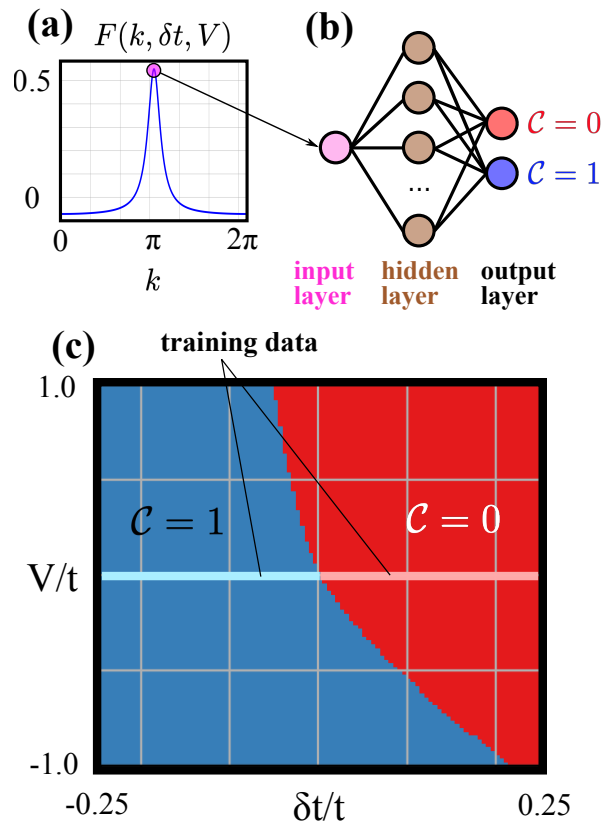 (a)
F(k, δt, V)
0.5
0
0
π
2π
k
(b)
...
𝒞 = 0
𝒞 = 1
input layer
hidden layer
output layer
(c)
training data
1.0
𝒞 = 1
𝒞 = 0
V/t
-1.0
-0.25
δt/t
0.25